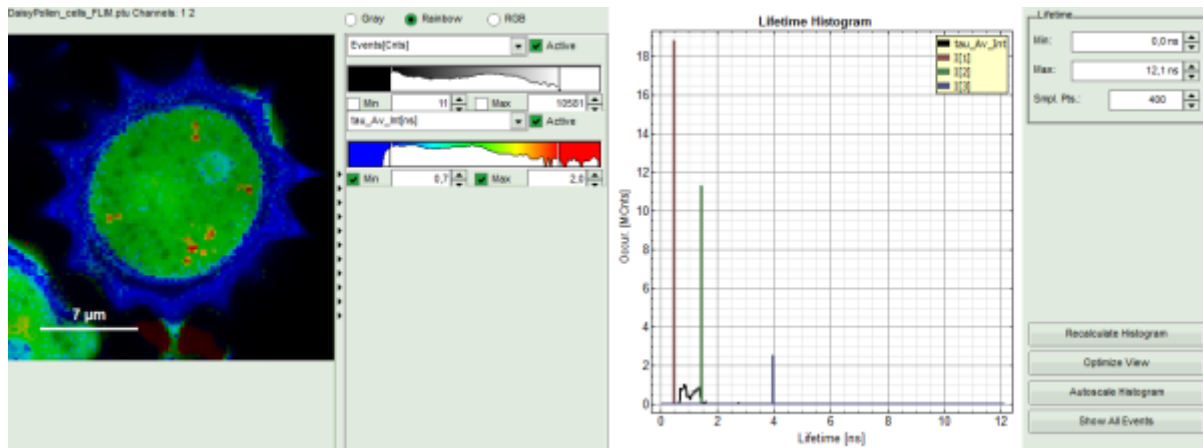 DaisyPollen_cells_FLIM.ptu Channels: 1 2
Gray
Rainbow
RGB
Events[Cnts]
Active
Min
11
Max
10581
tau_Av_Int[ns]
Active
Min
0,7
Max
2,0
7 µm
Lifetime Histogram
tau_Av_Int
I[1]
I[2]
I[3]
Occur. [MCnts]
18
16
14
12
10
8
6
4
2
0
0
2
4
6
8
10
12
Lifetime [ns]
Lifetime
Min:
0,0 ns
Max:
12,1 ns
Smpl. Pts.:
400
Recalculate Histogram
Optimize View
Autoscale Histogram
Show All Events